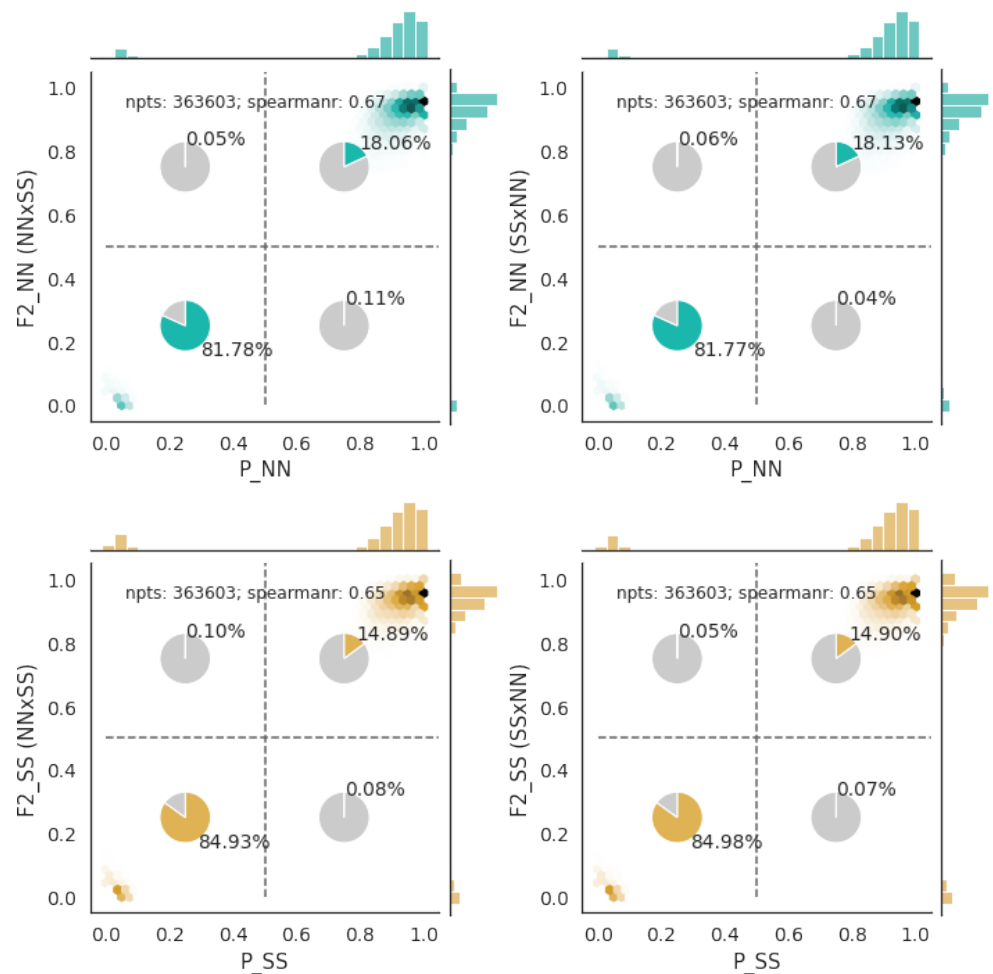 npts: 363603; spearmanr: 0.67
0.05%
18.06%
0.11%
81.78%
1.0
0.8
0.6
0.4
0.2
0.0
F2_NN (NNxSS)
0.0 0.2 0.4 0.6 0.8 1.0
P_NN
npts: 363603; spearmanr: 0.67
0.06%
18.13%
0.04%
81.77%
1.0
0.8
0.6
0.4
0.2
0.0
F2_NN (SSxNN)
0.0 0.2 0.4 0.6 0.8 1.0
P_NN
npts: 363603; spearmanr: 0.65
0.10%
14.89%
0.08%
84.93%
1.0
0.8
0.6
0.4
0.2
0.0
F2_SS (NNxSS)
0.0 0.2 0.4 0.6 0.8 1.0
P_SS
npts: 363603; spearmanr: 0.65
0.05%
14.90%
0.07%
84.98%
1.0
0.8
0.6
0.4
0.2
0.0
F2_SS (SSxNN)
0.0 0.2 0.4 0.6 0.8 1.0
P_SS